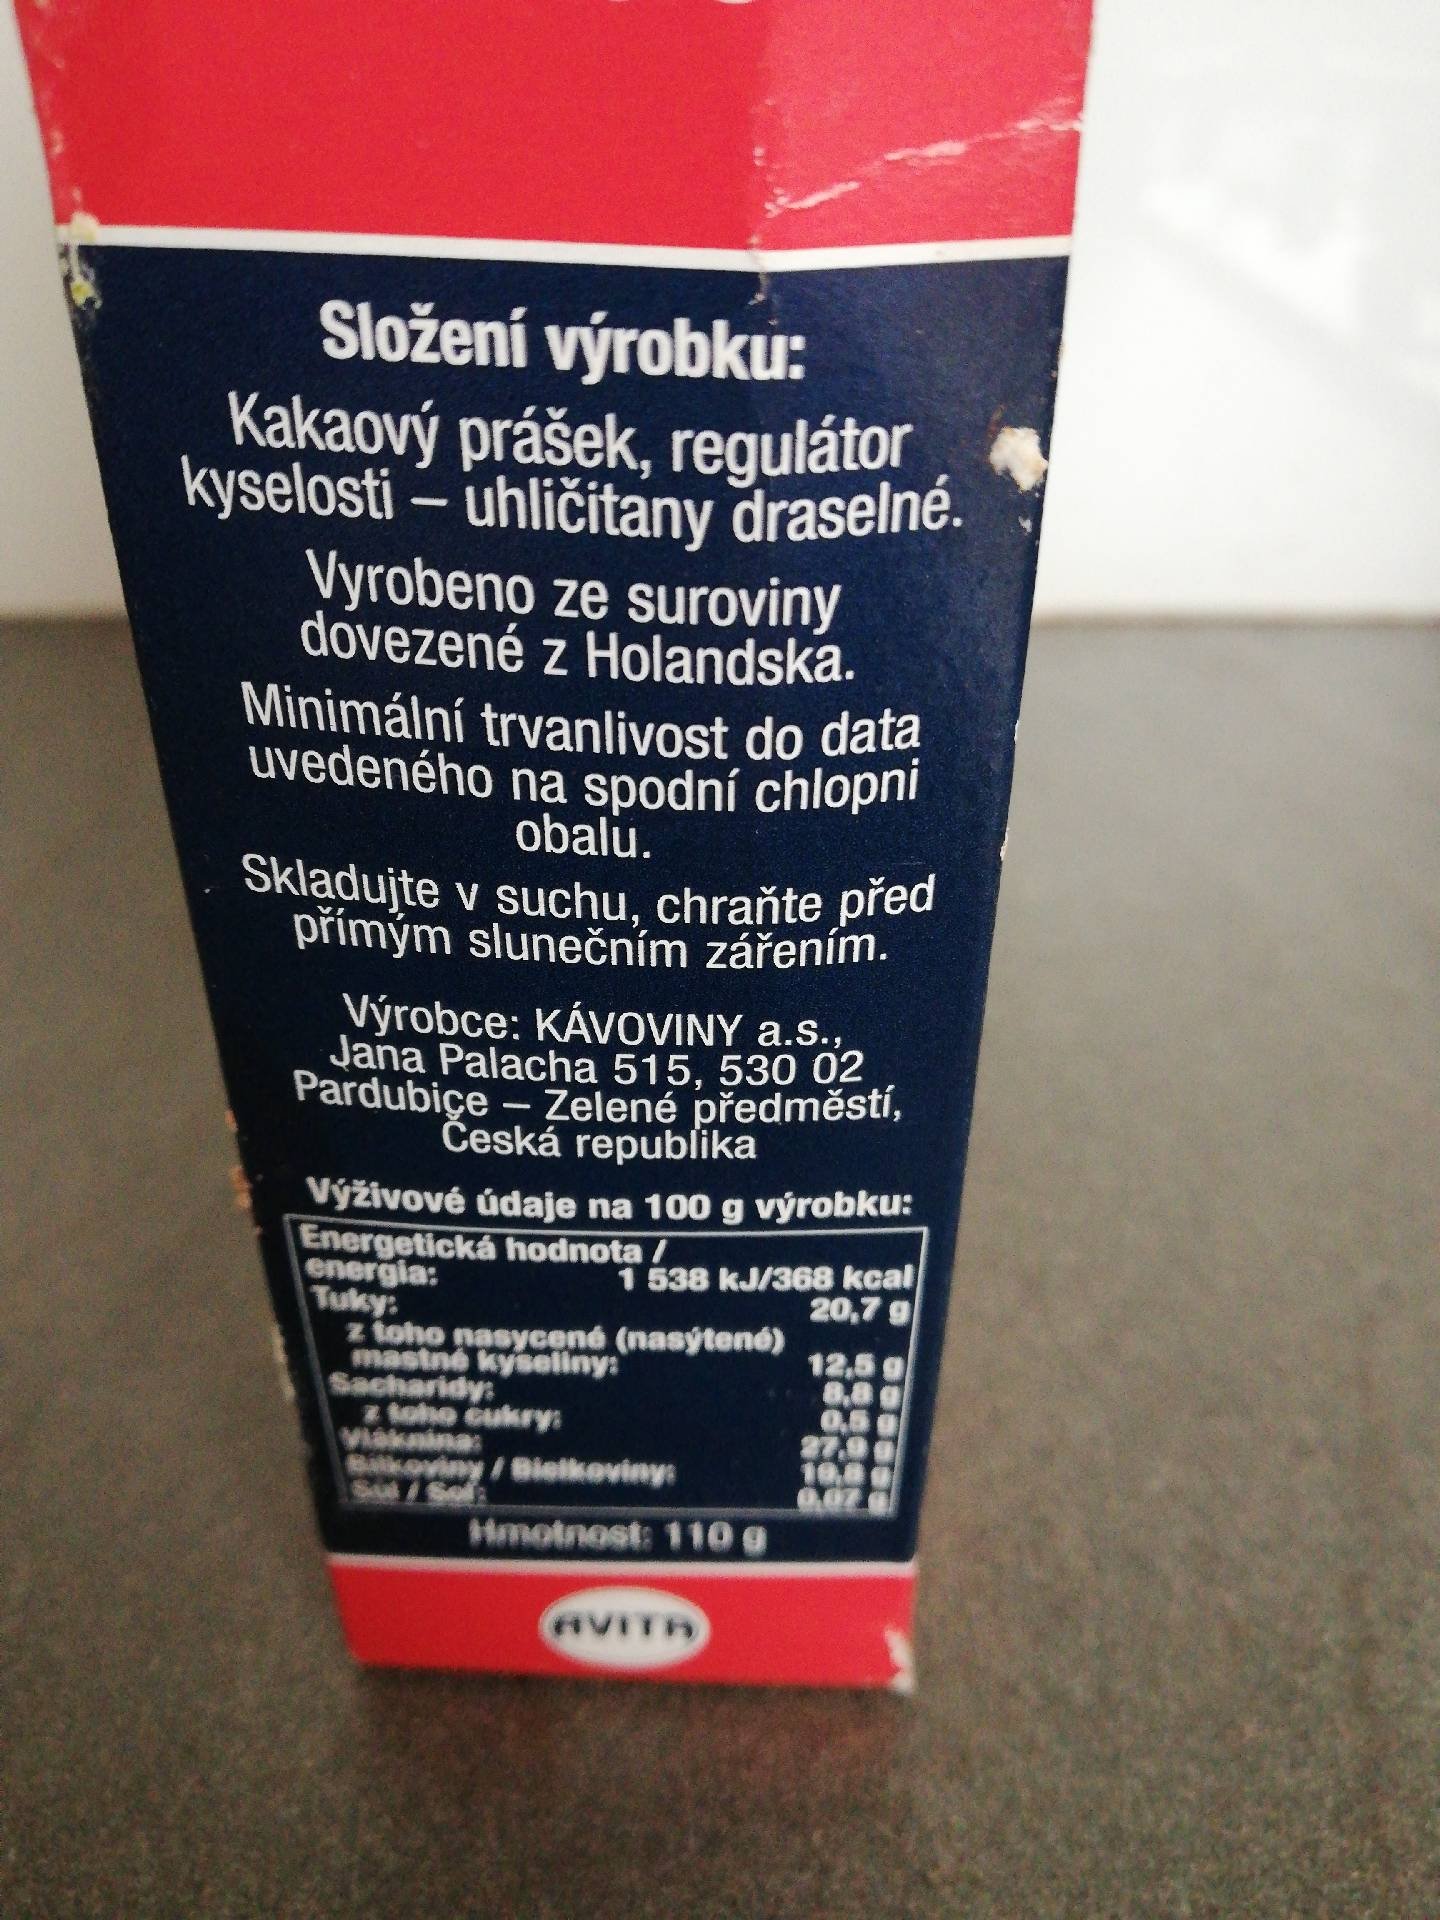 Složení výrobku:
Kakaový prášek, regulátor
kyselosti – uhličitany draselné.
Vyrobeno ze suroviny
dovezené z Holandska.
Minimální trvanlivost do data
uvedeného na spodní chlopni
obalu.
Skladujte v suchu, chraňte před
přímým slunečním zářením.
Výrobce: KÁVOVINY a.s.,
Jana Palacha 515, 530 02
Pardubice – Zelené předměstí,
Česká republika
Výživové údaje na 100 g výrobku:
Energetická hodnota /
energia: 1 538 kJ/368 kcal
Tuky: 20,7 g
z toho nasycené (nasýtené)
mastné kyseliny: 12,5 g
Sacharidy: 8,8 g
z toho cukry: 0,5 g
Vláknina: 27,9 g
Bílkoviny / Bielkoviny: 19,8 g
Sůl / Soľ: 0,07 g
Hmotnost: 110 g
AVITA